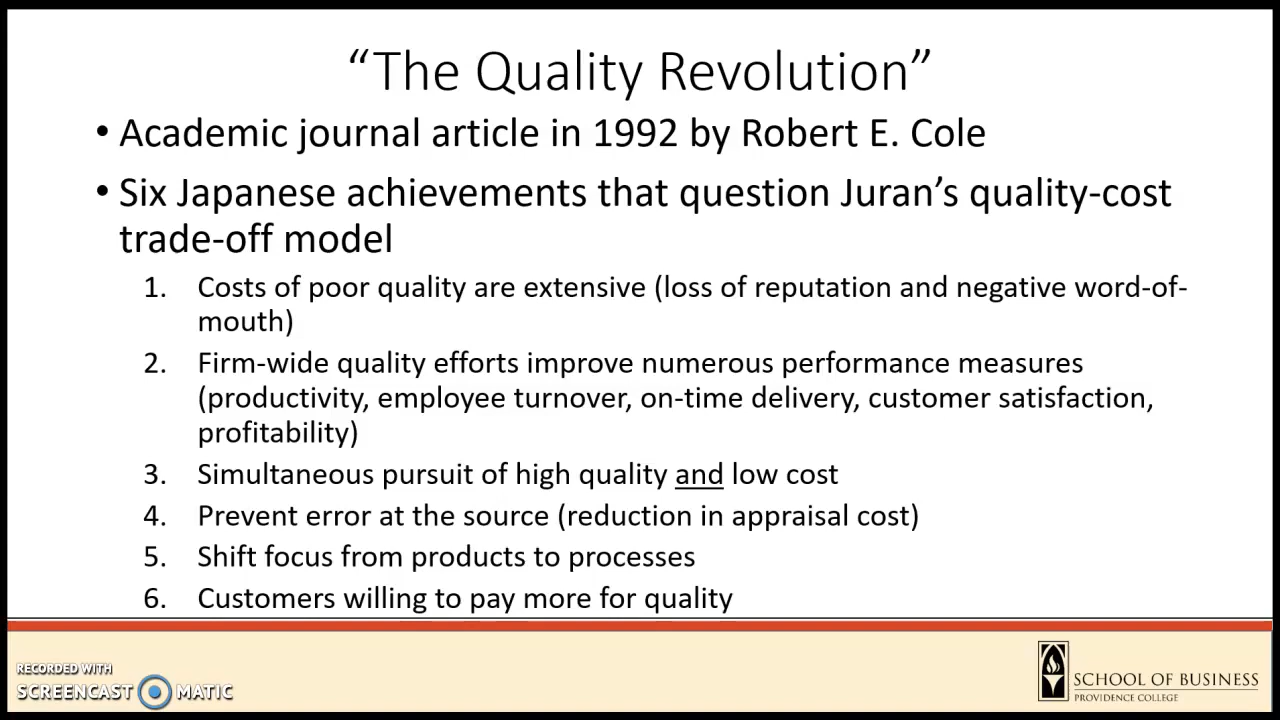 “The Quality Revolution”
• Academic journal article in 1992 by Robert E. Cole
• Six Japanese achievements that question Juran’s quality-cost
trade-off model
1. Costs of poor quality are extensive (loss of reputation and negative word-of-
mouth)
2. Firm-wide quality efforts improve numerous performance measures
(productivity, employee turnover, on-time delivery, customer satisfaction,
profitability)
3. Simultaneous pursuit of high quality and low cost
4. Prevent error at the source (reduction in appraisal cost)
5. Shift focus from products to processes
6. Customers willing to pay more for quality
RECORDED WITH
SCREENCAST MATIC
SCHOOL OF BUSINESS
PROVIDENCE COLLEGE